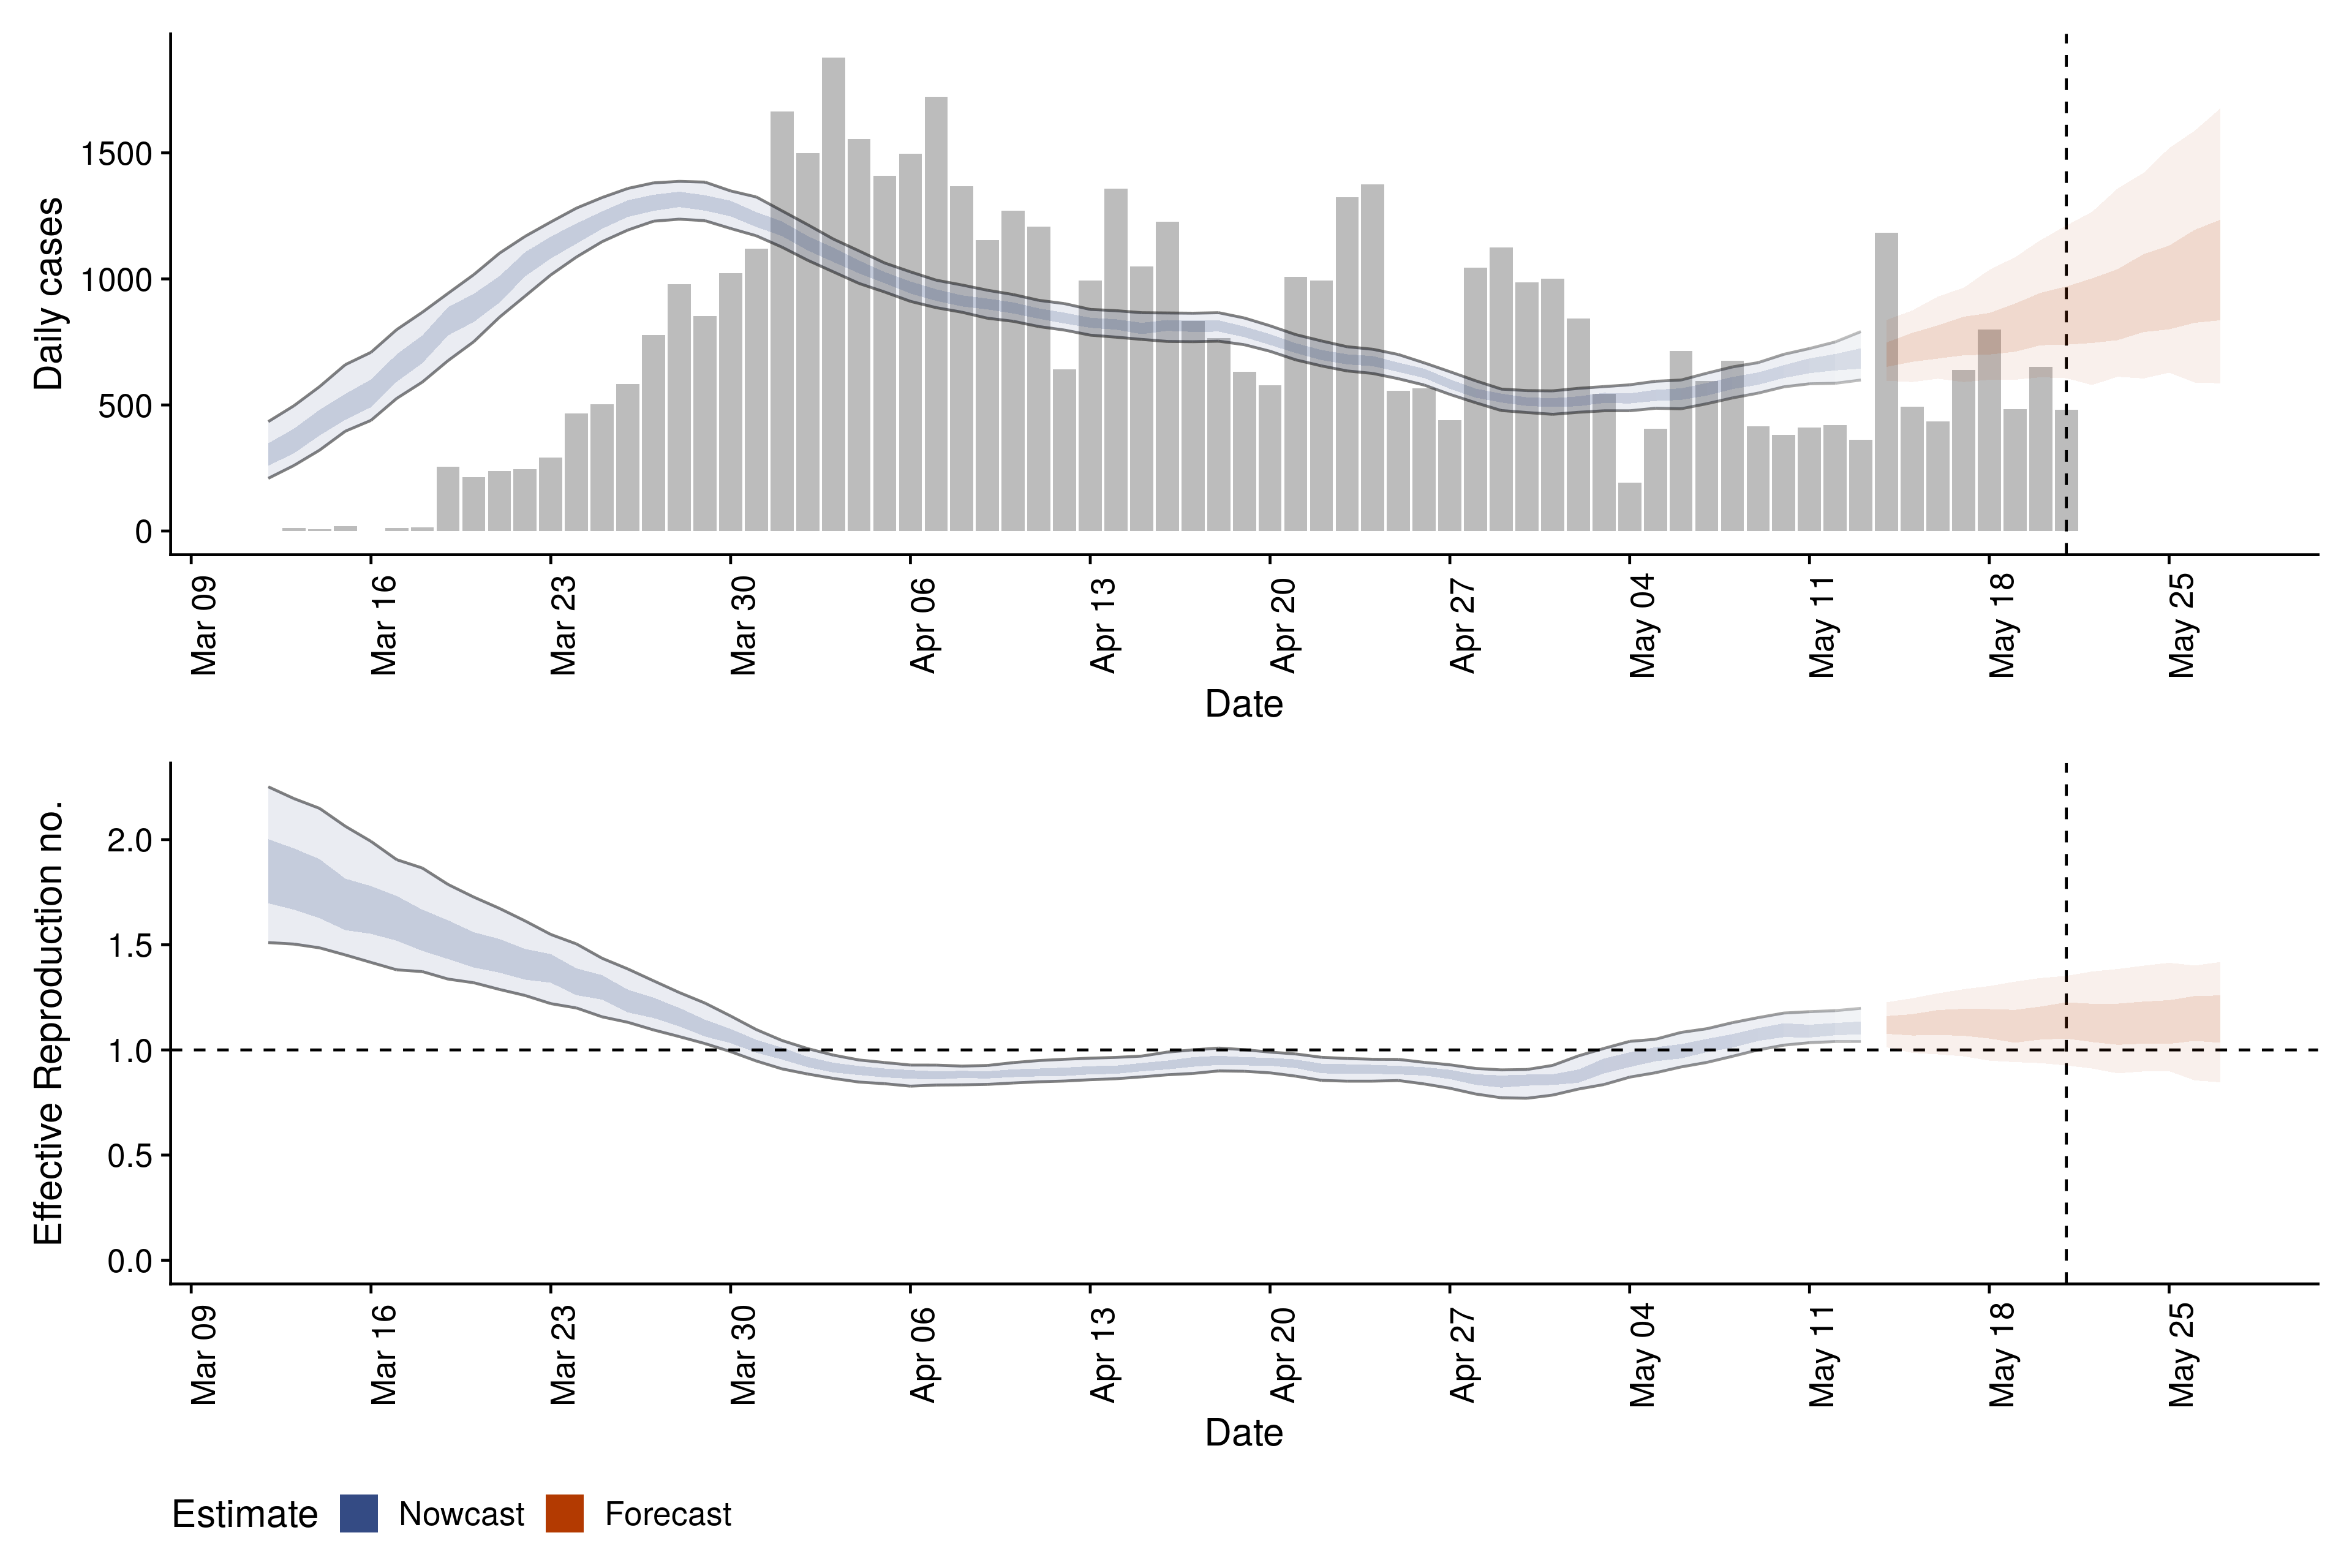 Daily cases
1500
1000
500
0
Mar 09 Mar 16 Mar 23 Mar 30 Apr 06 Apr 13 Apr 20 Apr 27 May 04 May 11 May 18 May 25
Date
Effective Reproduction no.
2.0
1.5
1.0
0.5
0.0
Mar 09 Mar 16 Mar 23 Mar 30 Apr 06 Apr 13 Apr 20 Apr 27 May 04 May 11 May 18 May 25
Date
Estimate Nowcast Forecast